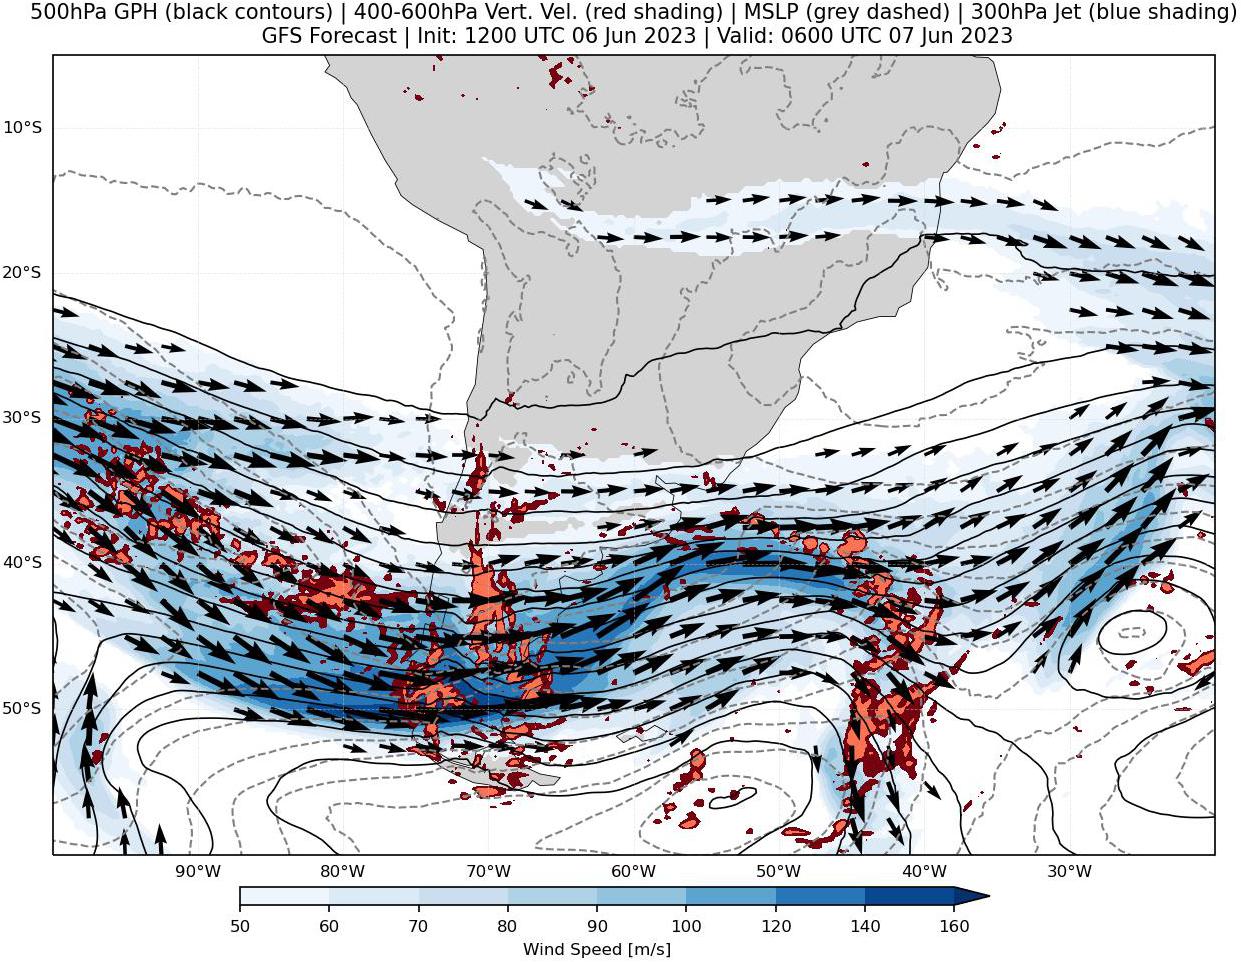 500hPa GPH (black contours) | 400-600hPa Vert. Vel. (red shading) | MSLP (grey dashed) | 300hPa Jet (blue shading)
GFS Forecast | Init: 1200 UTC 06 Jun 2023 | Valid: 0600 UTC 07 Jun 2023
10°S
20°S
30°S
40°S
50°S
90°W 80°W 70°W 60°W 50°W 40°W 30°W
50 60 70 80 90 100 120 140 160
Wind Speed [m/s]